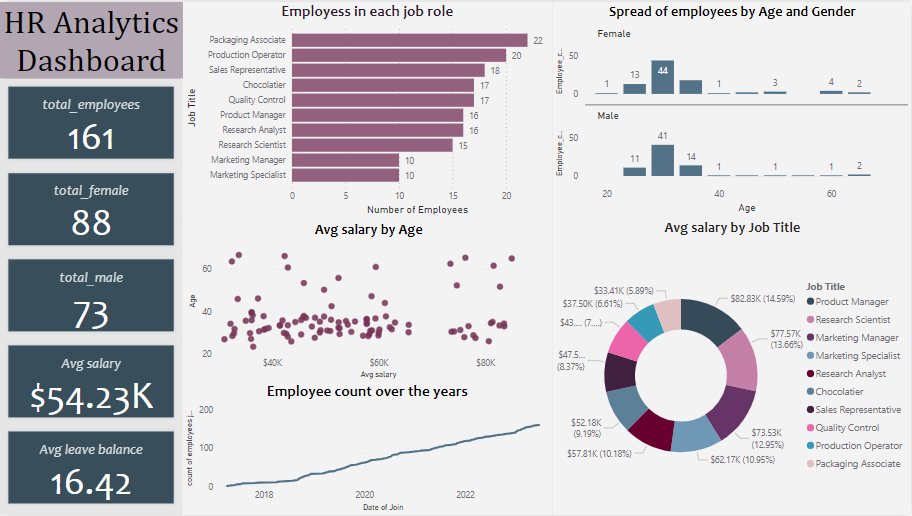 HR Analytics
Dashboard
total_employees
161
total_female
88
total_male
73
Avg salary
$54.23K
Avg leave balance
16.42
Employess in each job role
Job Title
Packaging Associate
22
Production Operator
20
Sales Representative
18
Chocolatier
17
Quality Control
17
Product Manager
16
Research Analyst
16
Research Scientist
15
Marketing Manager
10
Marketing Specialist
10
0 5 10 15 20
Number of Employees
Spread of employees by Age and Gender
Female
Employee_c..
50
0
1 13 44 1 3 4 2
Male
Employee_c..
50
0
11 41 14 1 1 1 2
20 40 60
Age
Avg salary by Age
Age
60
40
20
$40K $60K $80K
Avg salary
Employee count over the years
count of employees j..
200
100
0
2018 2020 2022
Date of Join
Avg salary by Job Title
$82.83K (14.59%)
$77.57K
(13.66%)
$73.53K
(12.95%)
$62.17K (10.95%)
$57.81K (10.18%)
$52.18K
(9.19%)
$47.5...
(8.37%)
$43.... (7....)
$37.50K (6.61%)
$33.41K (5.89%)
Job Title
Product Manager
Research Scientist
Marketing Manager
Marketing Specialist
Research Analyst
Chocolatier
Sales Representative
Quality Control
Production Operator
Packaging Associate